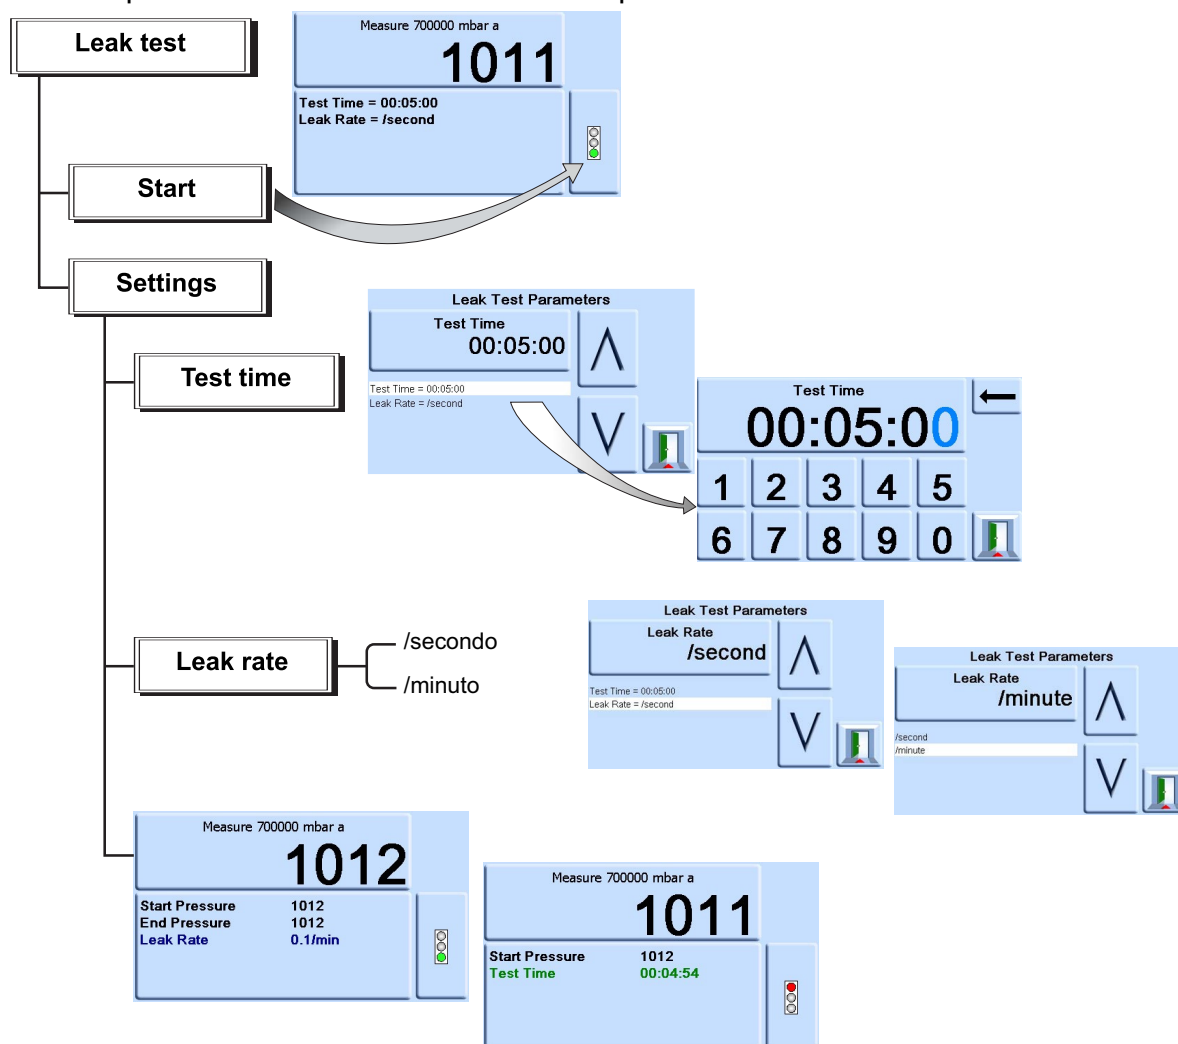 Leak test
Measure 700000 mbar a
1011
Test Time = 00:05:00
Leak Rate = /second
Start
Settings
Test time
Leak Test Parameters
Test Time
00:05:00
Test Time = 00:05:00
Leak Rate = /second
Test Time
00:05:00
1 2 3 4 5
6 7 8 9 0
Leak rate
/secondo
/minuto
Leak Test Parameters
Leak Rate
/second
Test Time = 00:05:00
Leak Rate = /second
Leak Test Parameters
Leak Rate
/minute
/second
/minute
Measure 700000 mbar a
1012
Start Pressure 1012
End Pressure 1012
Leak Rate 0.1/min
Measure 700000 mbar a
1011
Start Pressure 1012
Test Time 00:04:54